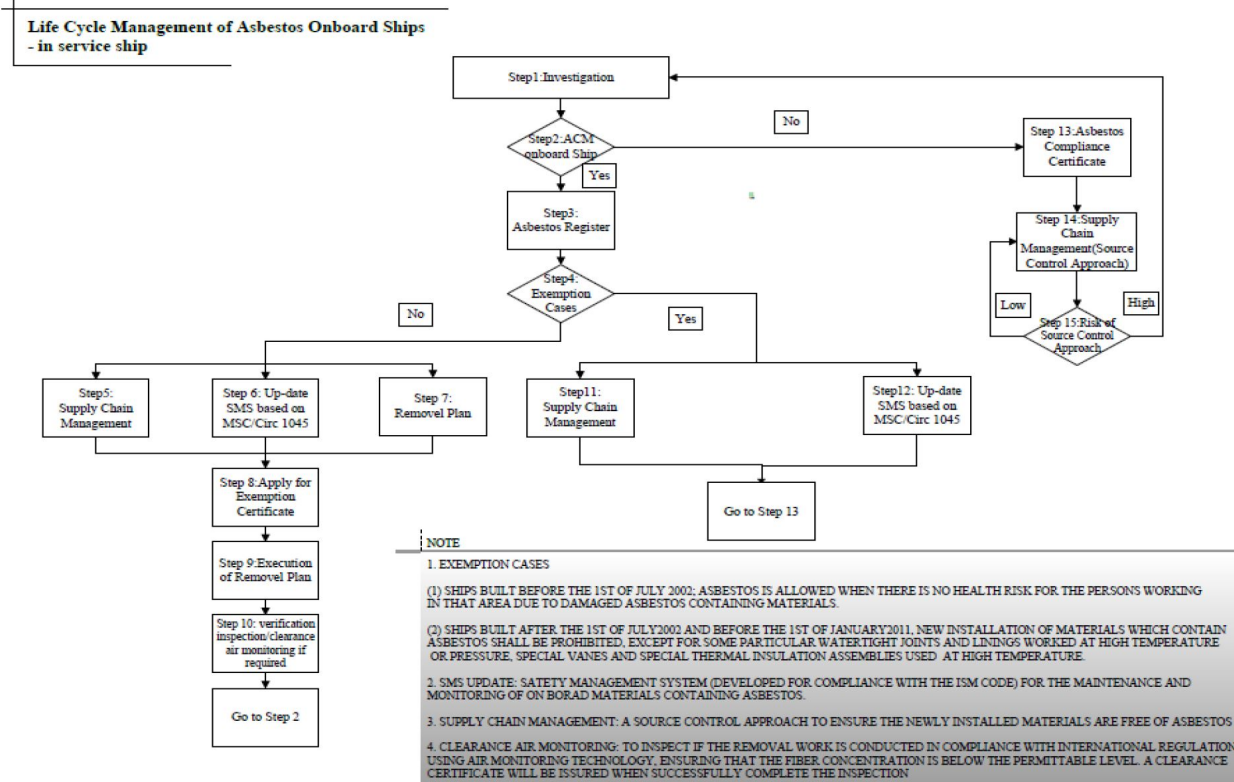 Life Cycle Management of Asbestos Onboard Ships
- in service ship
Step1:Investigation
Step2:ACM
onboard Ship
No
Yes
Step 13:Asbestos
Compliance
Certificate
Step3:
Asbestos Register
Step 14:Supply
Chain
Management(Source
Control Approach)
Step4:
Exemption
Cases
Low
High
Step 15:Risk of
Source Control
Approach
No
Yes
Step5:
Supply Chain
Management
Step 6: Up-date
SMS based on
MSC/Circ 1045
Step 7:
Removel Plan
Step11:
Supply Chain
Management
Step12: Up-date
SMS based on
MSC/Circ 1045
Step 8:Apply for
Exemption
Certificate
Go to Step 13
Step 9:Execution
of Removel Plan
Step 10: verification
inspection/clearance
air monitoring if
required
Go to Step 2
NOTE
1. EXEMPTION CASES
(1) SHIPS BUILT BEFORE THE 1ST OF JULY 2002; ASBESTOS IS ALLOWED WHEN THERE IS NO HEALTH RISK FOR THE PERSONS WORKING
IN THAT AREA DUE TO DAMAGED ASBESTOS CONTAINING MATERIALS.
(2) SHIPS BUILT AFTER THE 1ST OF JULY2002 AND BEFORE THE 1ST OF JANUARY2011, NEW INSTALLATION OF MATERIALS WHICH CONTAIN
ASBESTOS SHALL BE PROHIBITED, EXCEPT FOR SOME PARTICULAR WATERTIGHT JOINTS AND LININGS WORKED AT HIGH TEMPERATURE
OR PRESSURE, SPECIAL VANES AND SPECIAL THERMAL INSULATION ASSEMBLIES USED AT HIGH TEMPERATURE.
2. SMS UPDATE: SATETY MANAGEMENT SYSTEM (DEVELOPED FOR COMPLIANCE WITH THE ISM CODE) FOR THE MAINTENANCE AND
MONITORING OF ON BORAD MATERIALS CONTAINING ASBESTOS.
3. SUPPLY CHAIN MANAGEMENT: A SOURCE CONTROL APPROACH TO ENSURE THE NEWLY INSTALLED MATERIALS ARE FREE OF ASBESTOS
4. CLEARANCE AIR MONITORING: TO INSPECT IF THE REMOVAL WORK IS CONDUCTED IN COMPLIANCE WITH INTERNATIONAL REGULATION
USING AIR MONITORING TECHNOLOGY, ENSURING THAT THE FIBER CONCENTRATION IS BELOW THE PERMITTABLE LEVEL. A CLEARANCE
CERTIFICATE WILL BE ISSURED WHEN SUCCESSFULLY COMPLETE THE INSPECTION